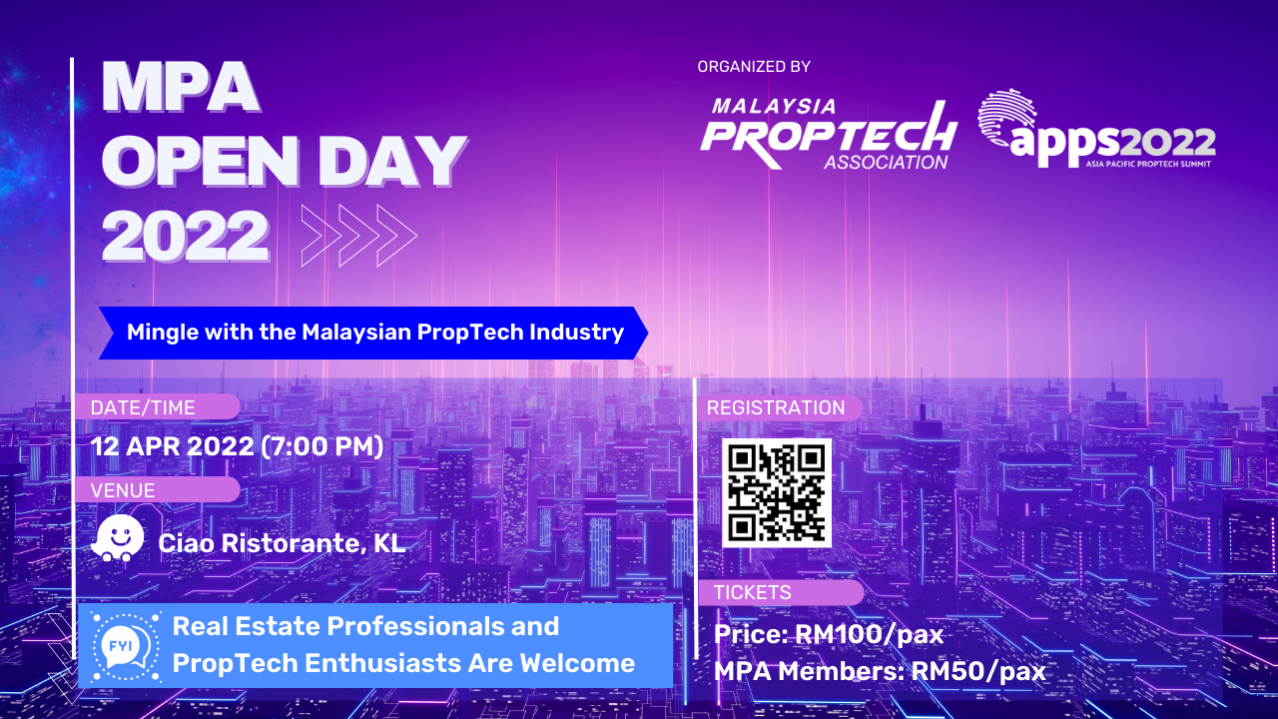 MPA
OPEN DAY
2022
Mingle with the Malaysian PropTech Industry
DATE/TIME
12 APR 2022 (7:00 PM)
VENUE
Ciao Ristorante, KL
FYI
Real Estate Professionals and
PropTech Enthusiasts Are Welcome
ORGANIZED BY
MALAYSIA
PROPTECH
ASSOCIATION
apps2022
ASIA PACIFIC PROPTECH SUMMIT
REGISTRATION
TICKETS
Price: RM100/pax
MPA Members: RM50/pax